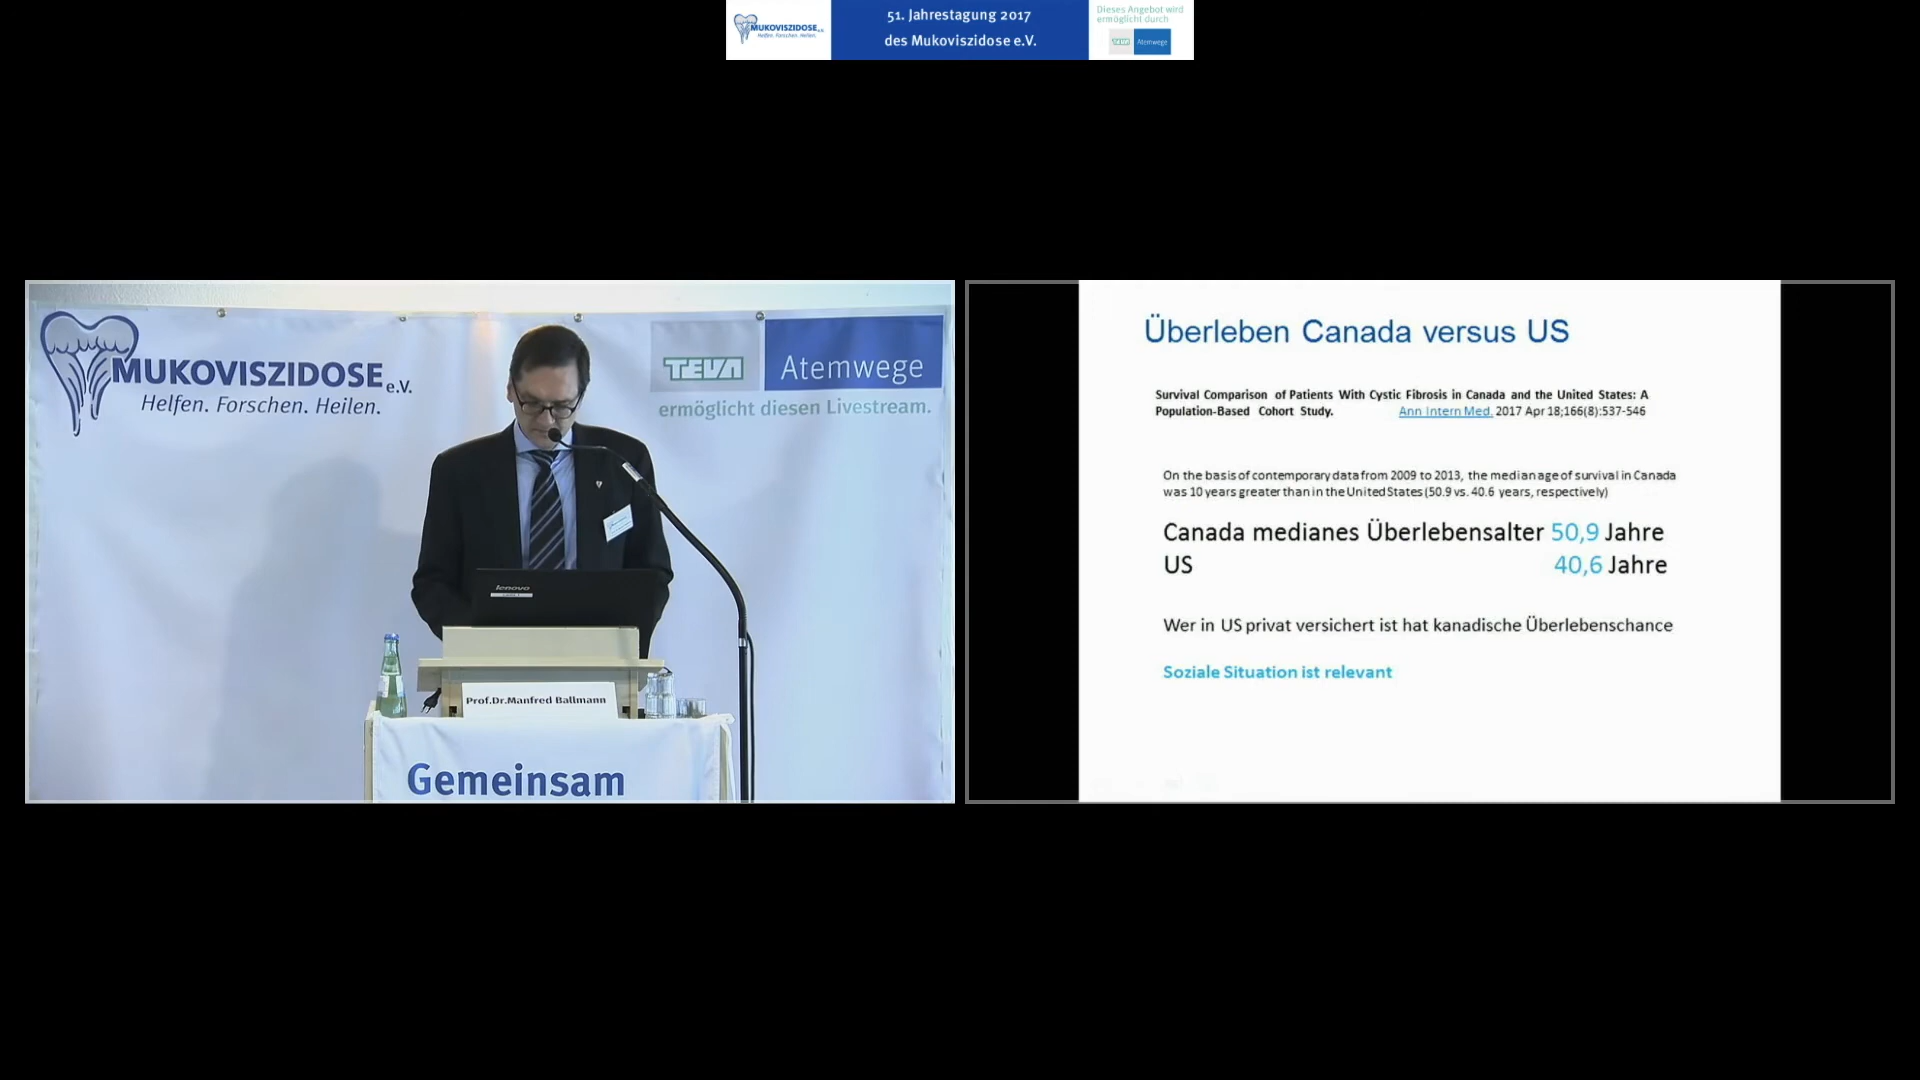 MUKOVISZIDOSE e.V.
Helfen. Forschen. Heilen.
51. Jahrestagung 2017
des Mukoviszidose e.V.
Dieses Angebot wird
ermöglicht durch
TEVA Atemwege
MUKOVISZIDOSE e.V.
Helfen. Forschen. Heilen.
TEVA Atemwege
ermöglicht diesen Livestream.
lenovo
Prof.Dr.Manfred Ballmann
Gemeinsam
Überleben Canada versus US
Survival Comparison of Patients With Cystic Fibrosis in Canada and the United States: A
Population-Based Cohort Study. Ann Intern Med. 2017 Apr 18;166(8):537-546
On the basis of contemporary data from 2009 to 2013, the median age of survival in Canada
was 10 years greater than in the United States (50.9 vs. 40.6 years, respectively)
Canada medianes Überlebensalter 50,9 Jahre
US 40,6 Jahre
Wer in US privat versichert ist hat kanadische Überlebenschance
Soziale Situation ist relevant